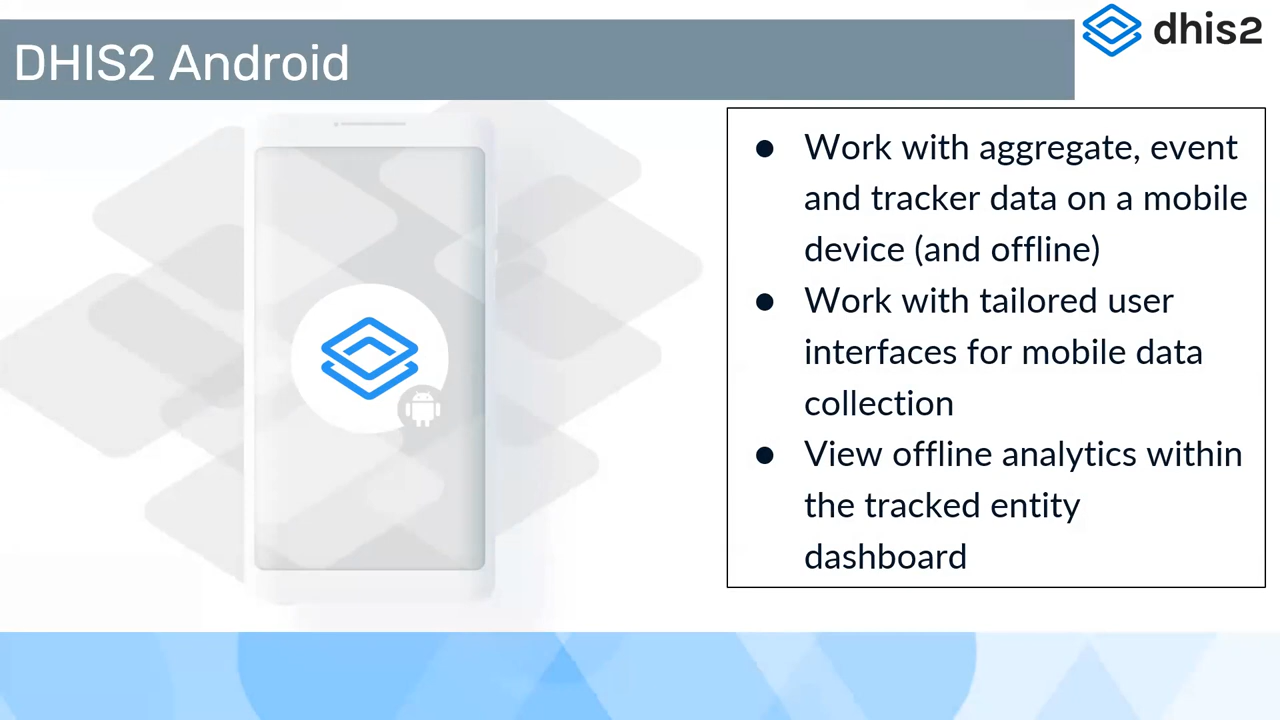 DHIS2 Android
dhis2
● Work with aggregate, event
and tracker data on a mobile
device (and offline)
● Work with tailored user
interfaces for mobile data
collection
● View offline analytics within
the tracked entity
dashboard